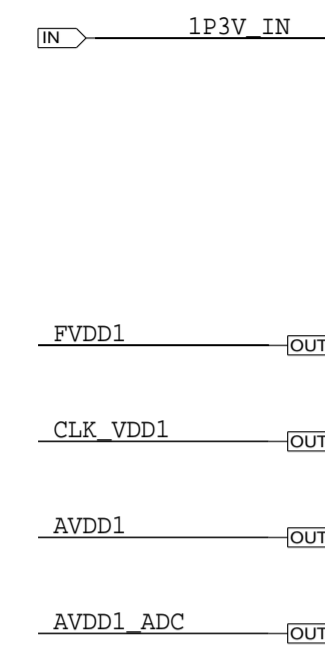 IN 1P3V_IN
FVDD1 OUT
CLK_VDD1 OUT
AVDD1 OUT
AVDD1_ADC OUT